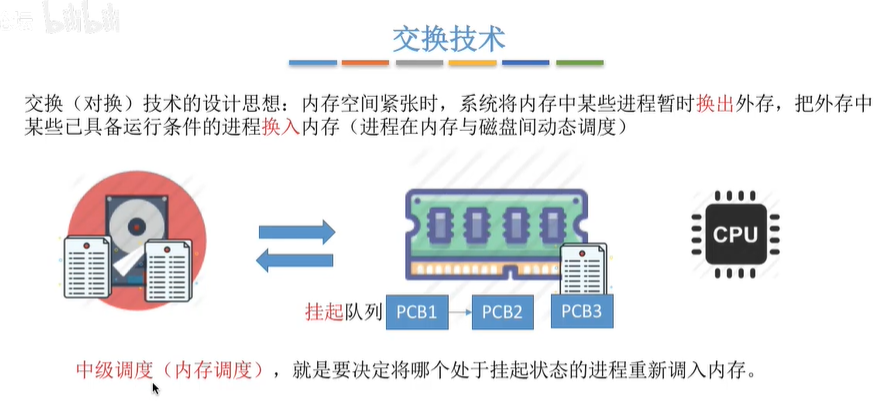 bilibili
交换技术
交换（对换）技术的设计思想：内存空间紧张时，系统将内存中某些进程暂时换出外存，把外存中
某些已具备运行条件的进程换入内存（进程在内存与磁盘间动态调度）
CPU
挂起队列 PCB1 PCB2 PCB3
中级调度（内存调度），就是要决定将哪个处于挂起状态的进程重新调入内存。